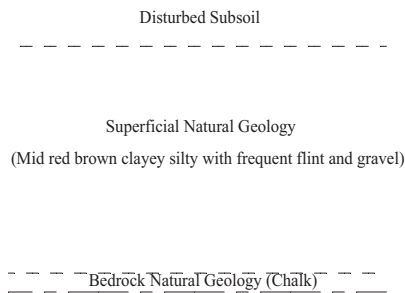 Disturbed Subsoil
Superficial Natural Geology
(Mid red brown clayey silty with frequent flint and gravel)
Bedrock Natural Geology (Chalk)